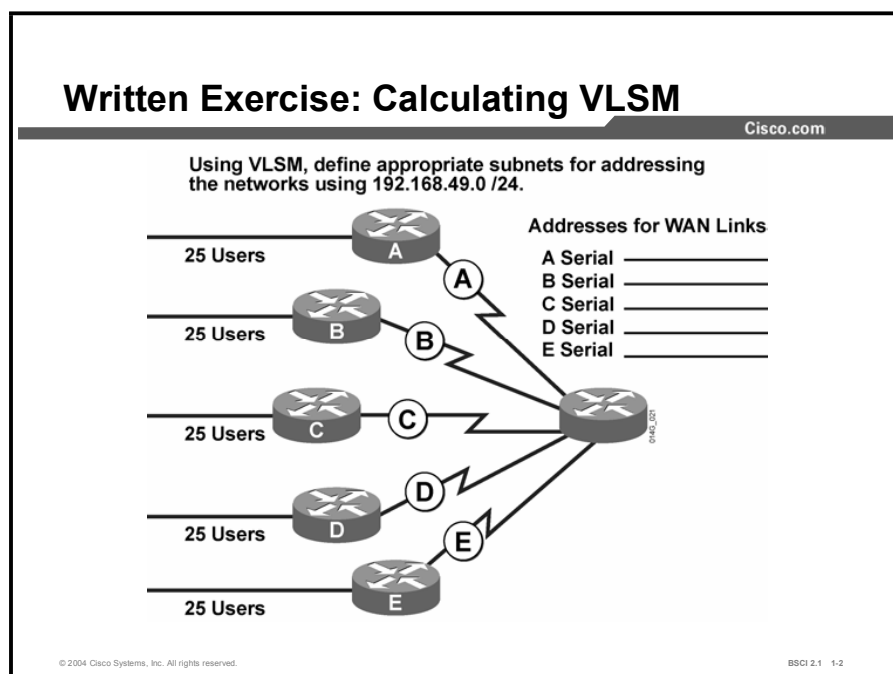 Written Exercise: Calculating VLSM
Cisco.com
Using VLSM, define appropriate subnets for addressing
the networks using 192.168.49.0 /24.
Addresses for WAN Links
A Serial
B Serial
C Serial
D Serial
E Serial
25 Users
A
A
25 Users
B
B
25 Users
C
C
25 Users
D
D
25 Users
E
E
014G_021
© 2004 Cisco Systems, Inc. All rights reserved.
BSCI 2.1 1-2